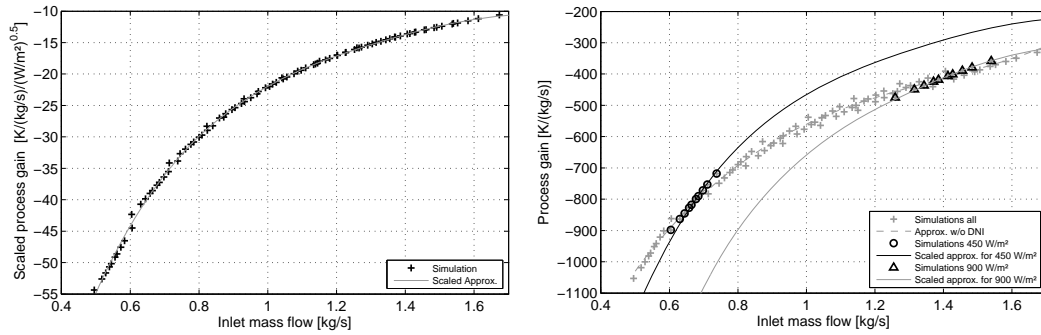 Scaled process gain [K/(kg/s)/(W/m²)^0.5]
−10
−15
−20
−25
−30
−35
−40
−45
−50
−55
0.4 0.6 0.8 1 1.2 1.4 1.6
Inlet mass flow [kg/s]
Simulation
Scaled Approx.
Process gain [K/(kg/s)]
−200
−300
−400
−500
−600
−700
−800
−900
−1000
−1100
0.4 0.6 0.8 1 1.2 1.4 1.6
Inlet mass flow [kg/s]
Simulations all
Approx. w/o DNI
Simulations 450 W/m²
Scaled approx. for 450 W/m²
Simulations 900 W/m²
Scaled approx. for 900 W/m²